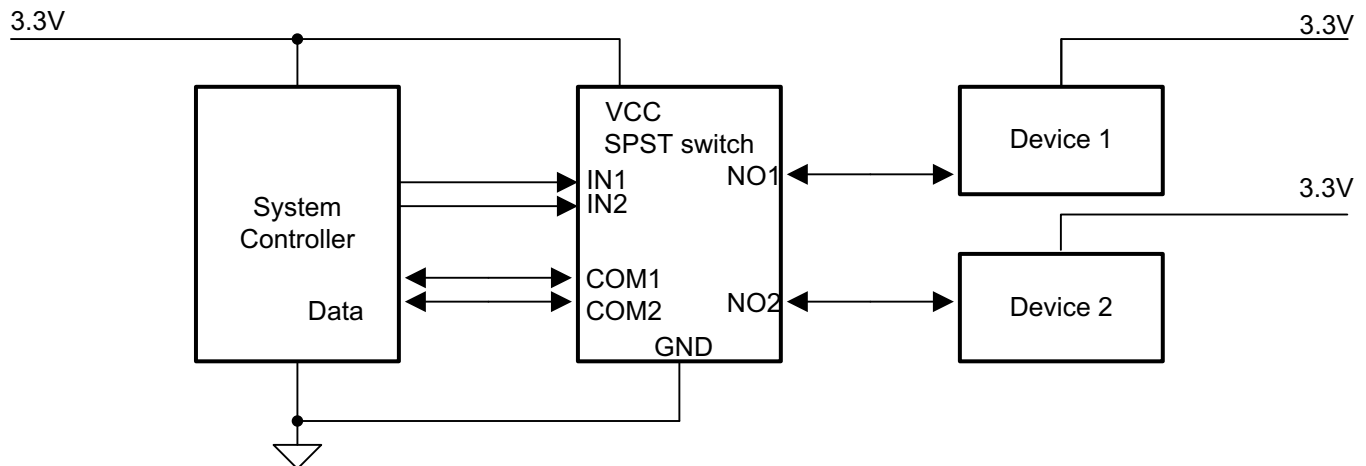 3.3V
3.3V
VCC
SPST switch
Device 1
IN1
NO1
IN2
3.3V
System
Controller
COM1
COM2
Data
NO2
Device 2
GND